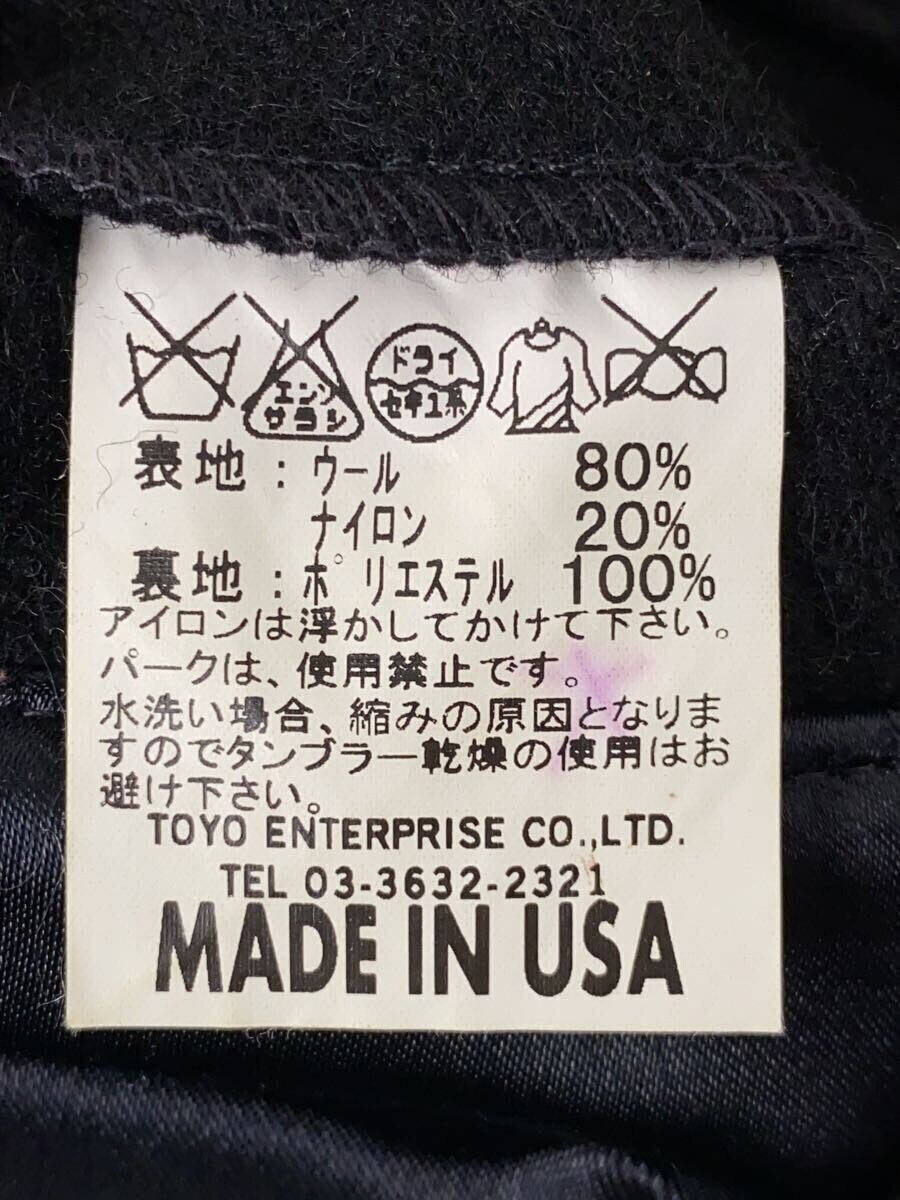 エンソ
サラシ
ドライ
セキユ系
表地：ウール 80%
ナイロン 20%
裏地：ポリエステル 100%
アイロンは浮かしてかけて下さい。
パークは、使用禁止です。
水洗い場合、縮みの原因となりま
すのでタンブラー乾燥の使用はお
避け下さい。
TOYO ENTERPRISE CO.,LTD.
TEL 03-3632-2321
MADE IN USA